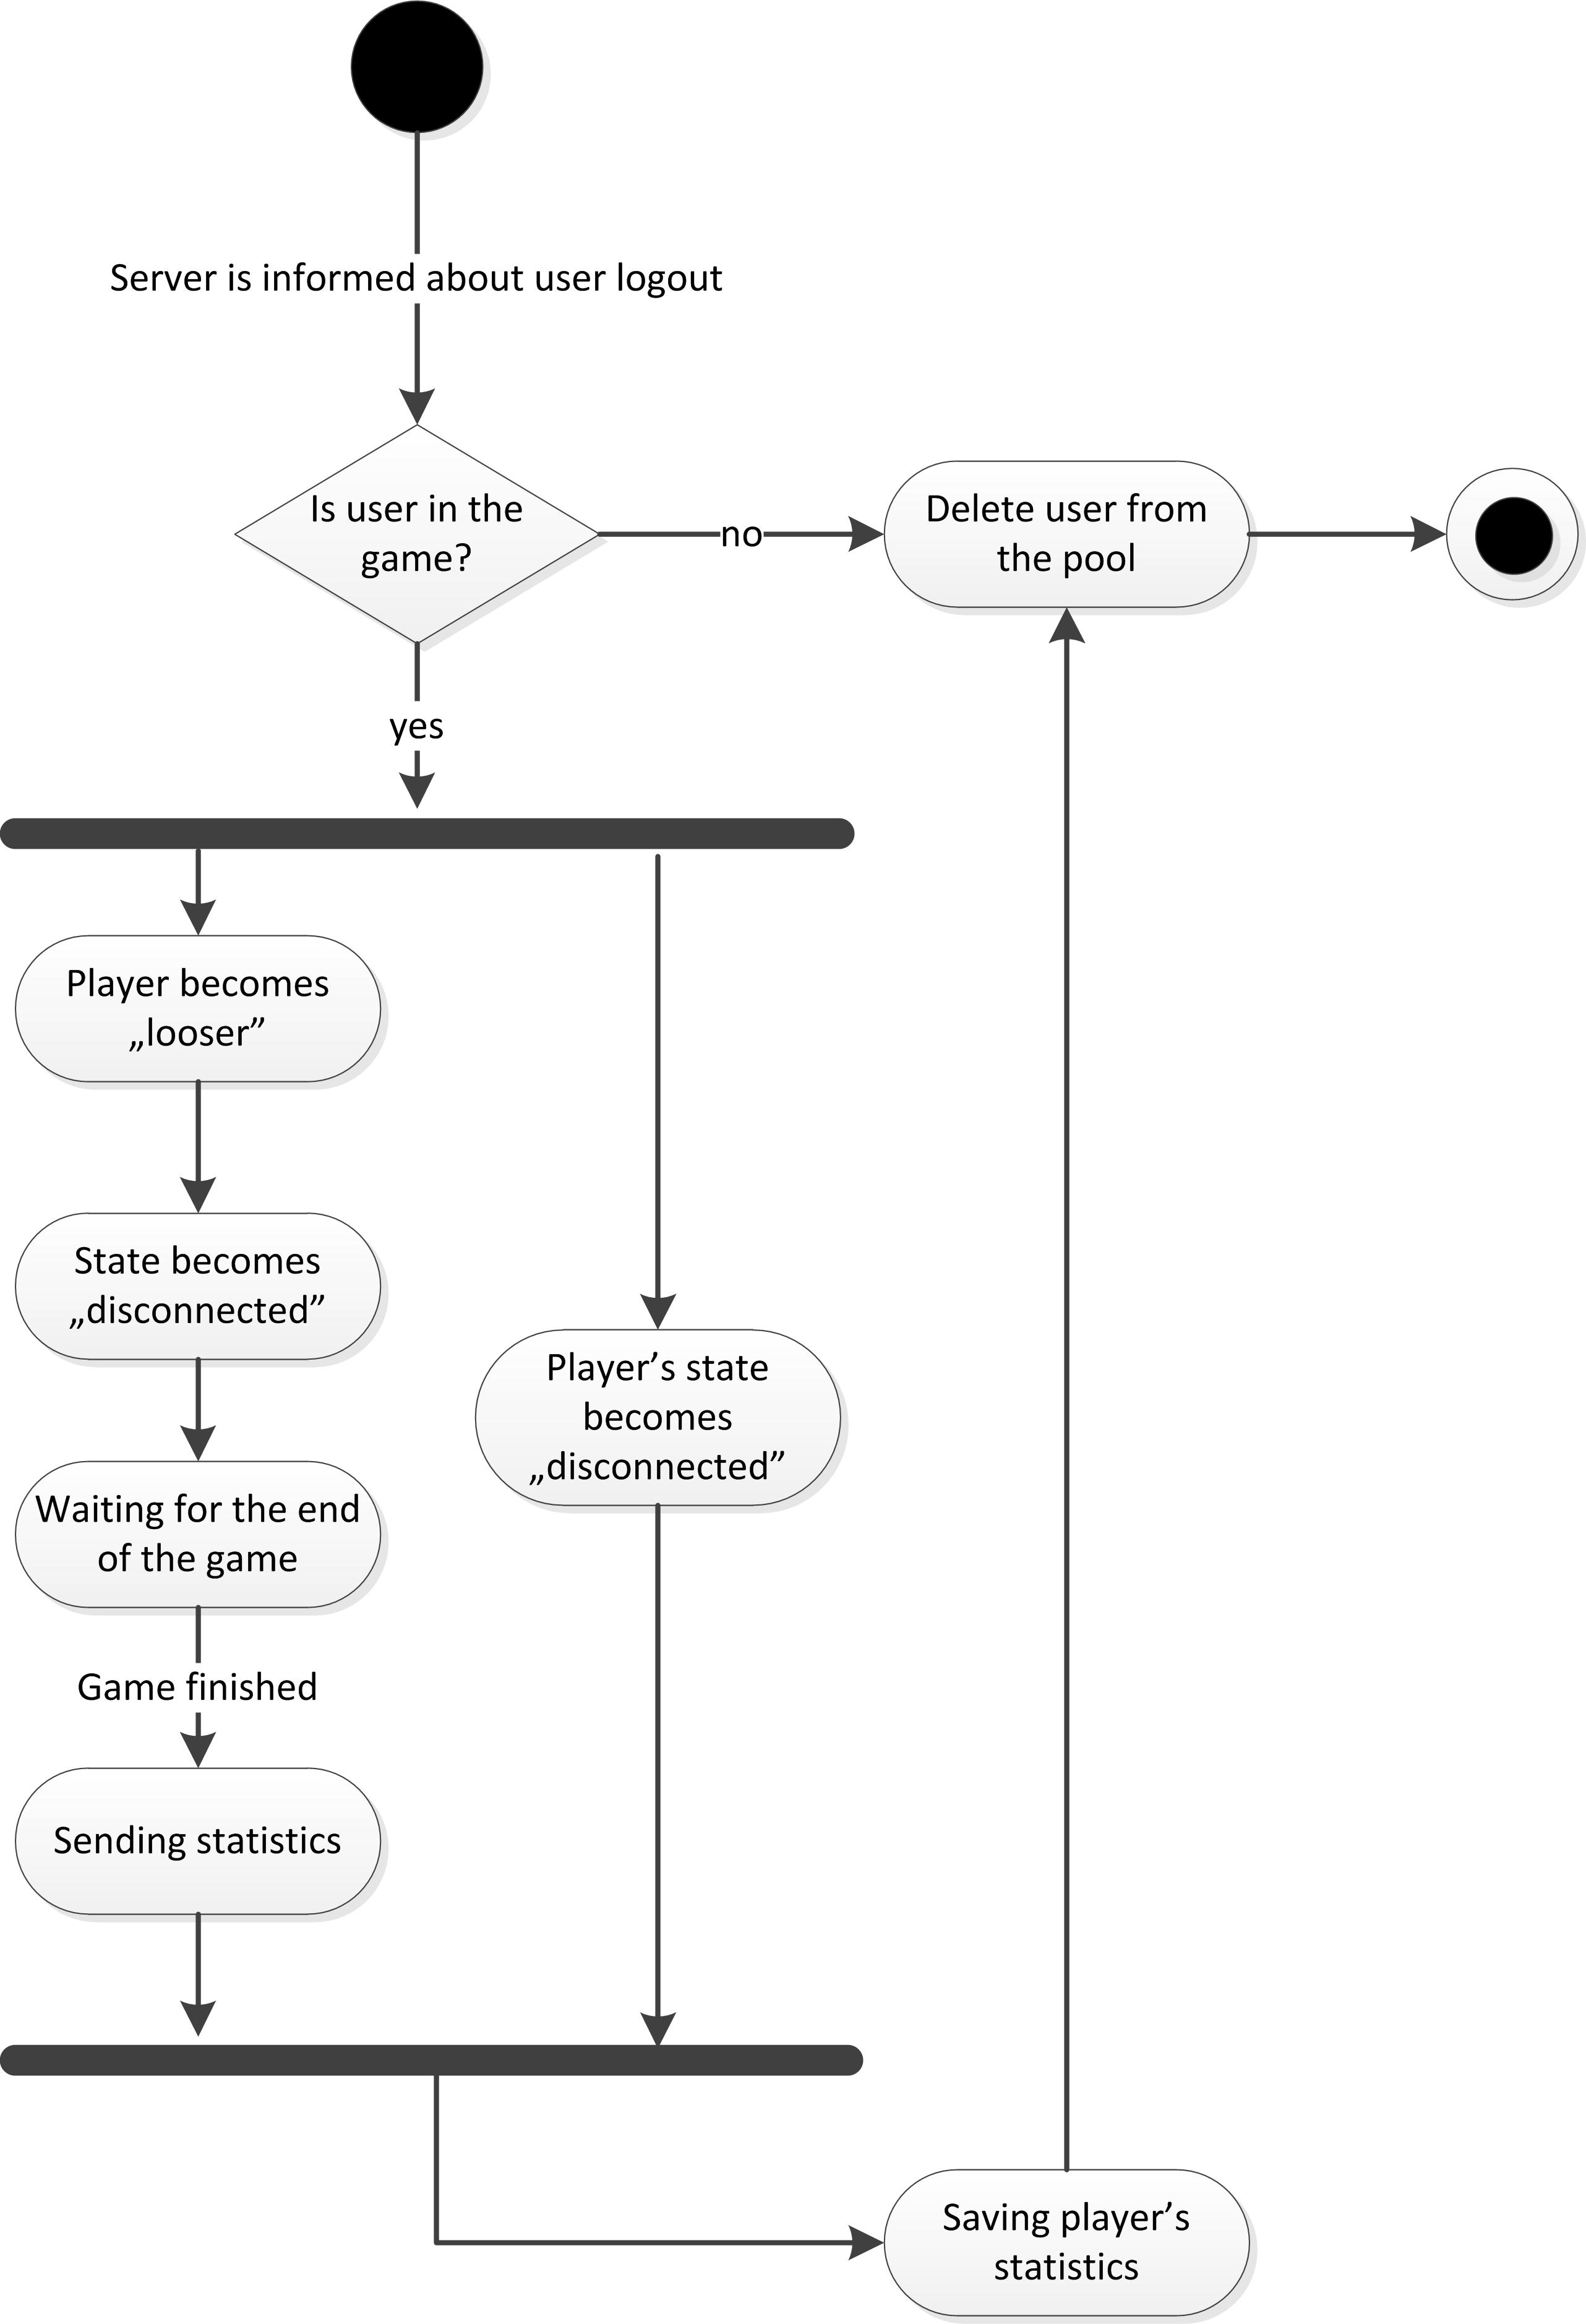 Server is informed about user logout
Is user in the
game?
no
Delete user from
the pool
yes
Player becomes
„looser”
State becomes
„disconnected”
Waiting for the end
of the game
Game finished
Sending statistics
Player’s state
becomes
„disconnected”
Saving player’s
statistics